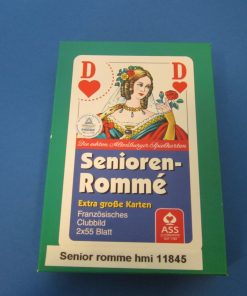 D D
Die echten Altenburger Spielkarten
Senioren-
Rommé
Extra große Karten
Französisches
Clubbild
2x55 Blatt
ASS
Senior romme hmi 11845